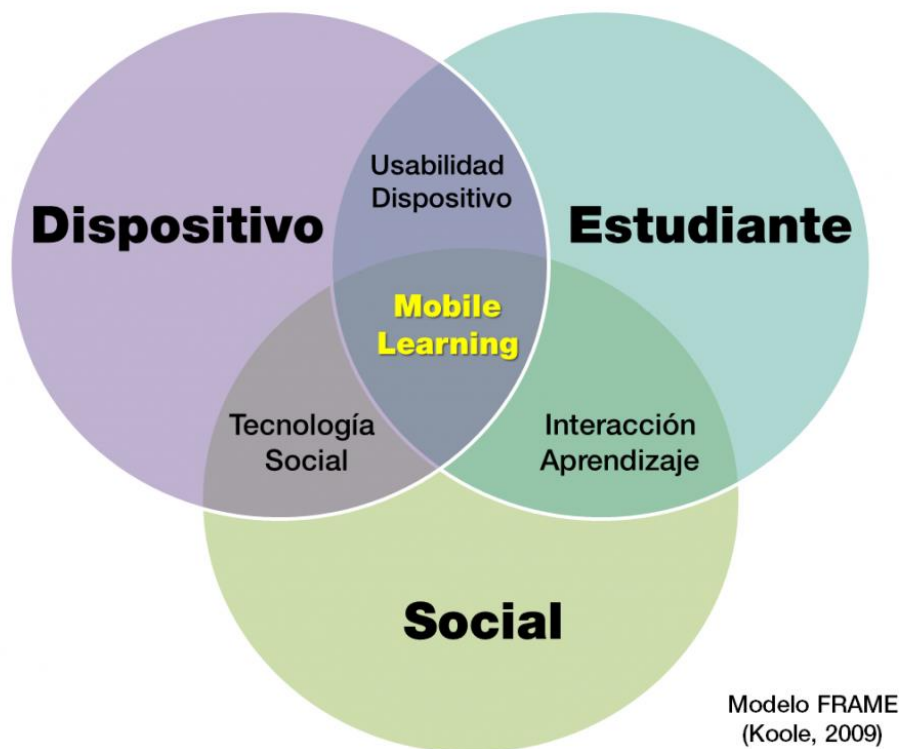 Usabilidad
Dispositivo
Dispositivo
Estudiante
Mobile
Learning
Tecnología
Social
Interacción
Aprendizaje
Social
Modelo FRAME
(Koole, 2009)